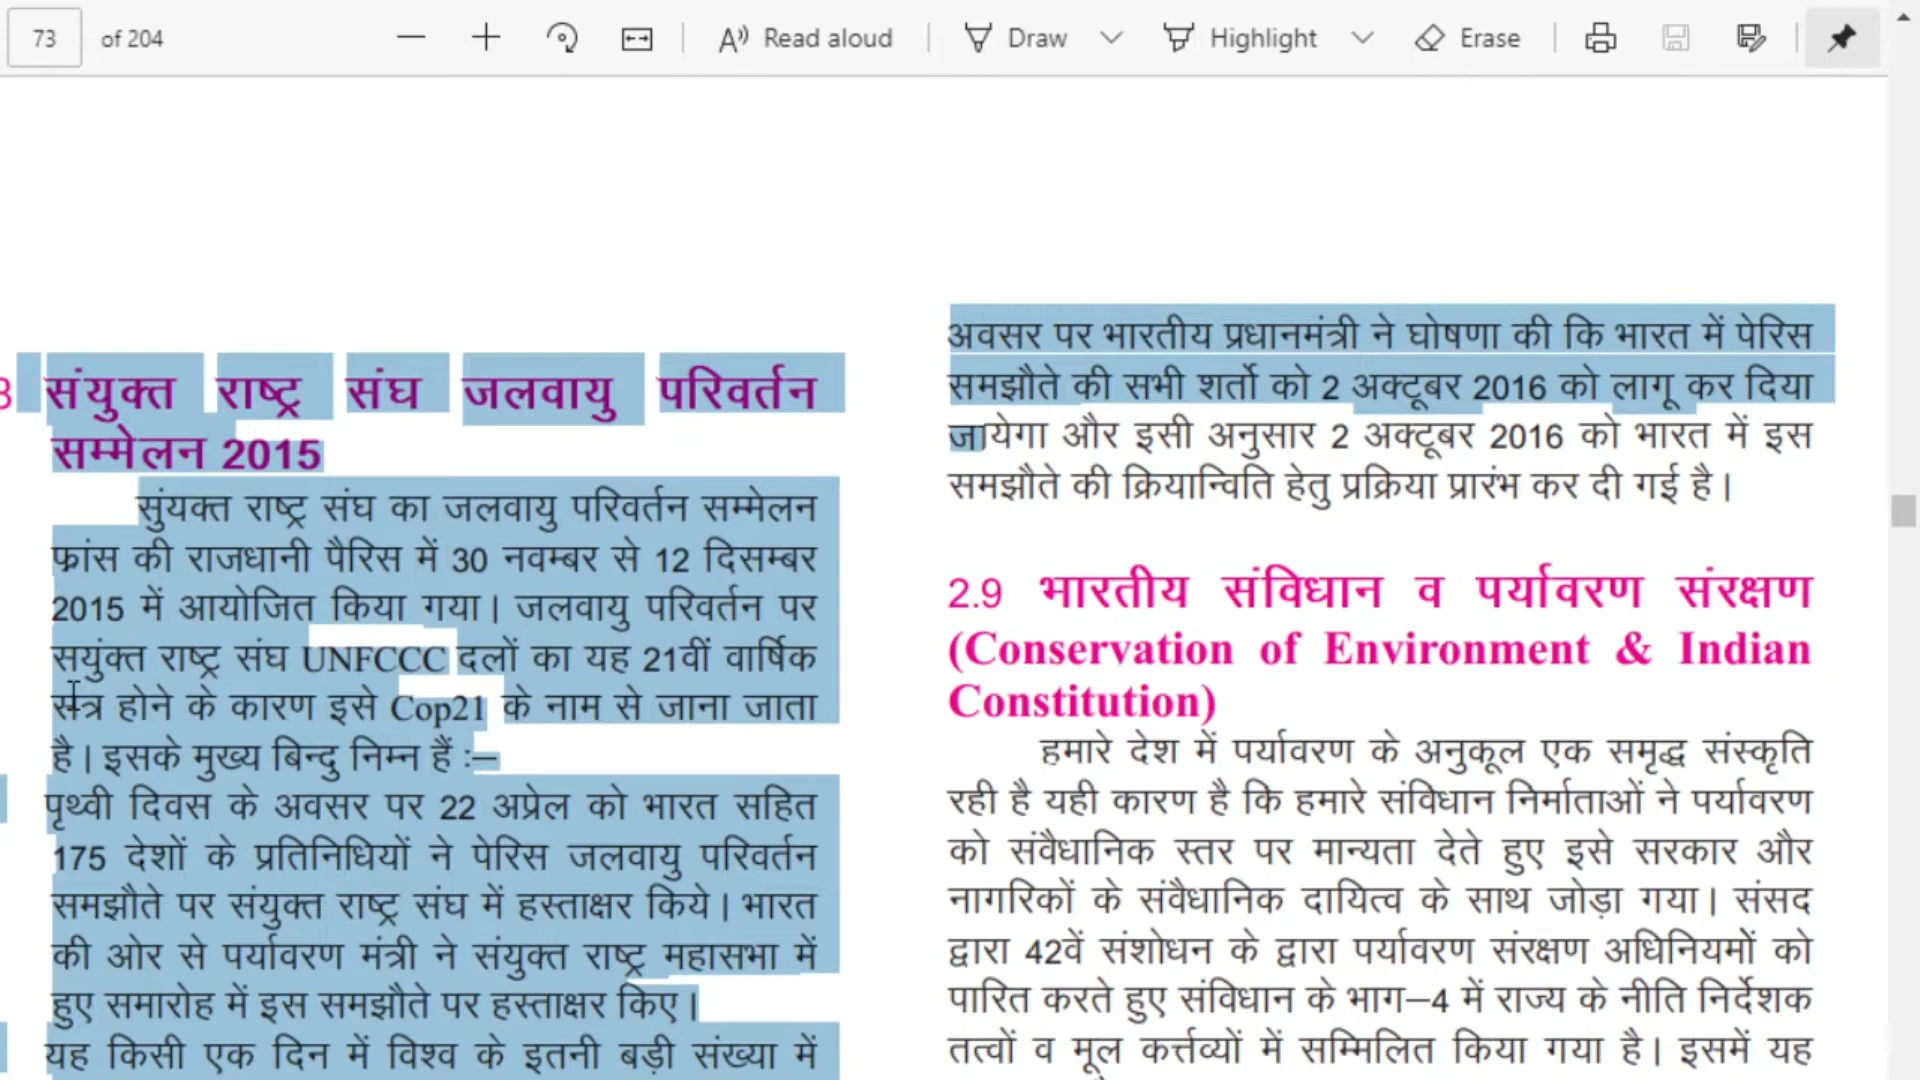 73 of 204 Read aloud Draw Highlight Erase
8 संयुक्त राष्ट्र संघ जलवायु परिवर्तन
सम्मेलन 2015
सुंयक्त राष्ट्र संघ का जलवायु परिवर्तन सम्मेलन
फ्रांस की राजधानी पैरिस में 30 नवम्बर से 12 दिसम्बर
2015 में आयोजित किया गया। जलवायु परिवर्तन पर
सयुंक्त राष्ट्र संघ UNFCCC दलों का यह 21वीं वार्षिक
सत्र होने के कारण इसे Cop21 के नाम से जाना जाता
है। इसके मुख्य बिन्दु निम्न हैं :–
पृथ्वी दिवस के अवसर पर 22 अप्रेल को भारत सहित
175 देशों के प्रतिनिधियों ने पेरिस जलवायु परिवर्तन
समझौते पर संयुक्त राष्ट्र संघ में हस्ताक्षर किये। भारत
की ओर से पर्यावरण मंत्री ने संयुक्त राष्ट्र महासभा में
हुए समारोह में इस समझौते पर हस्ताक्षर किए।
यह किसी एक दिन में विश्व के इतनी बड़ी संख्या में
अवसर पर भारतीय प्रधानमंत्री ने घोषणा की कि भारत में पेरिस
समझौते की सभी शर्तो को 2 अक्टूबर 2016 को लागू कर दिया
जायेगा और इसी अनुसार 2 अक्टूबर 2016 को भारत में इस
समझौते की क्रियान्विति हेतु प्रक्रिया प्रारंभ कर दी गई है।
2.9 भारतीय संविधान व पर्यावरण संरक्षण
(Conservation of Environment & Indian
Constitution)
हमारे देश में पर्यावरण के अनुकूल एक समृद्ध संस्कृति
रही है यही कारण है कि हमारे संविधान निर्माताओं ने पर्यावरण
को संवैधानिक स्तर पर मान्यता देते हुए इसे सरकार और
नागरिकों के संवैधानिक दायित्व के साथ जोड़ा गया। संसद
द्वारा 42वें संशोधन के द्वारा पर्यावरण संरक्षण अधिनियमों को
पारित करते हुए संविधान के भाग–4 में राज्य के नीति निर्देशक
तत्वों व मूल कर्त्तव्यों में सम्मिलित किया गया है। इसमें यह